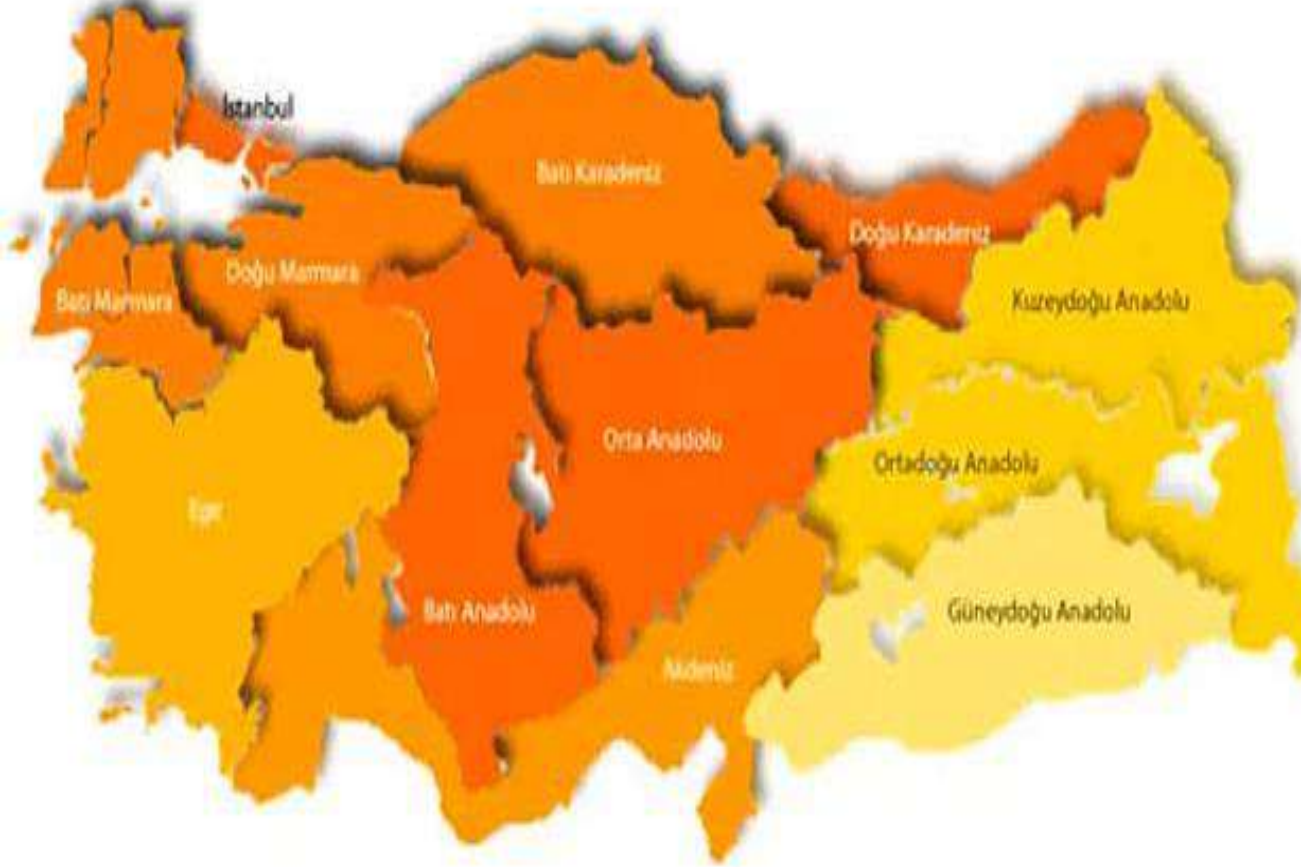 İstanbul
Batı Karadeniz
Doğu Karadeniz
Doğu Marmara
Batı Marmara
Kuzeydoğu Anadolu
Orta Anadolu
Ortadoğu Anadolu
Ege
Batı Anadolu
Güneydoğu Anadolu
Akdeniz